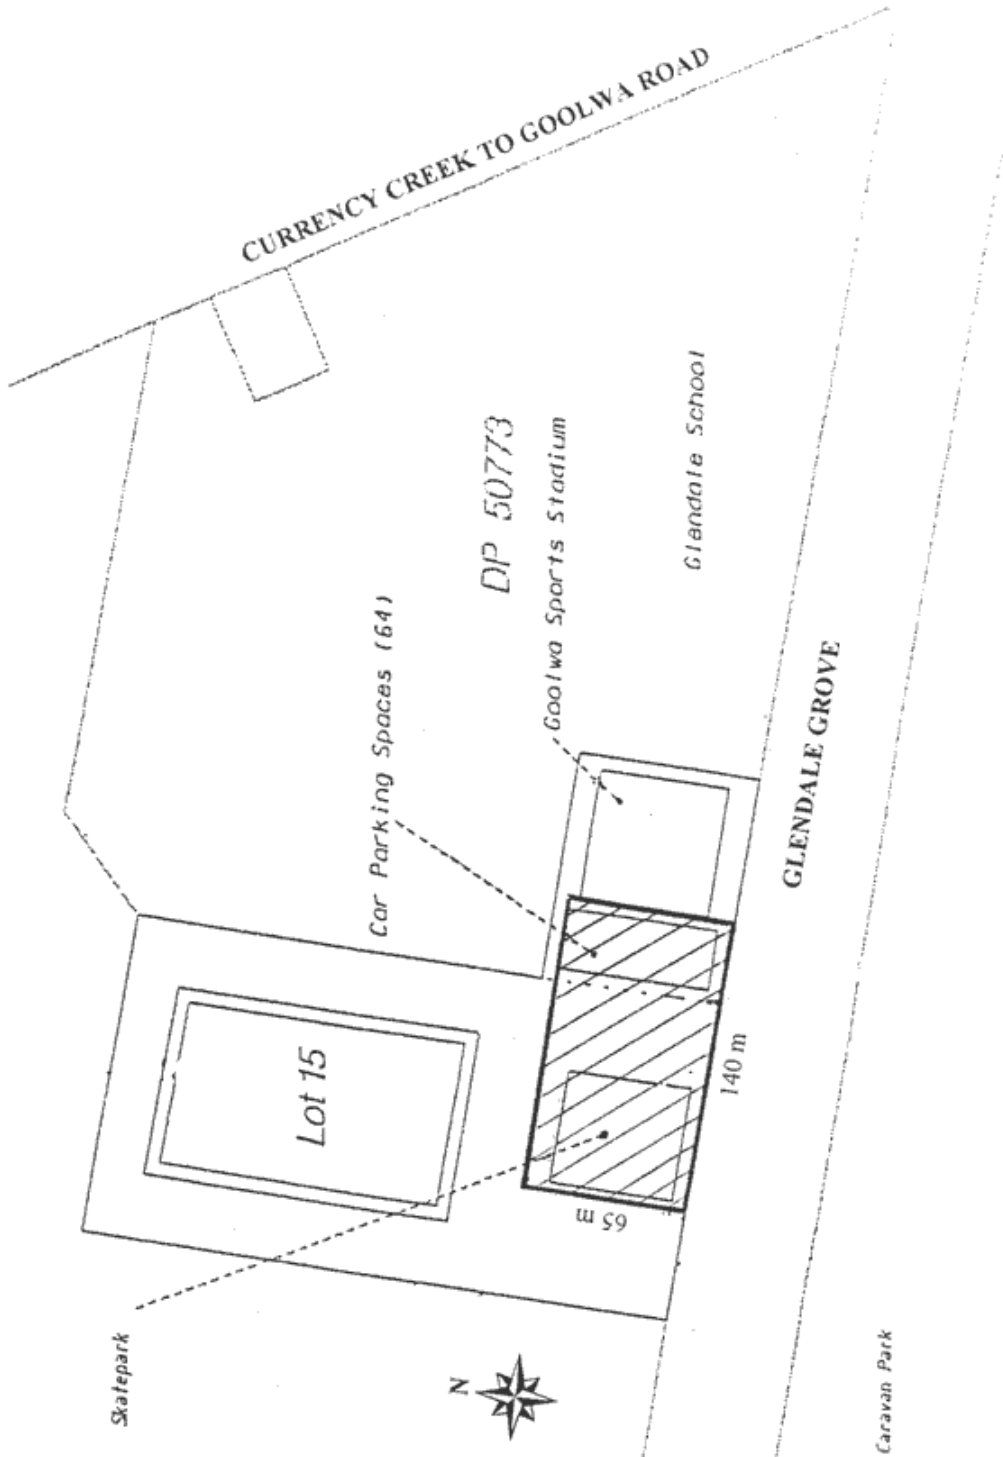 CURRENCY CREEK TO GOOLWA ROAD
DP 50773
Goolwa Sports Stadium
Glendale School
Car Parking Spaces (64)
GLENDALE GROVE
Lot 15
140 m
65 m
Skatepark
N
Caravan Park